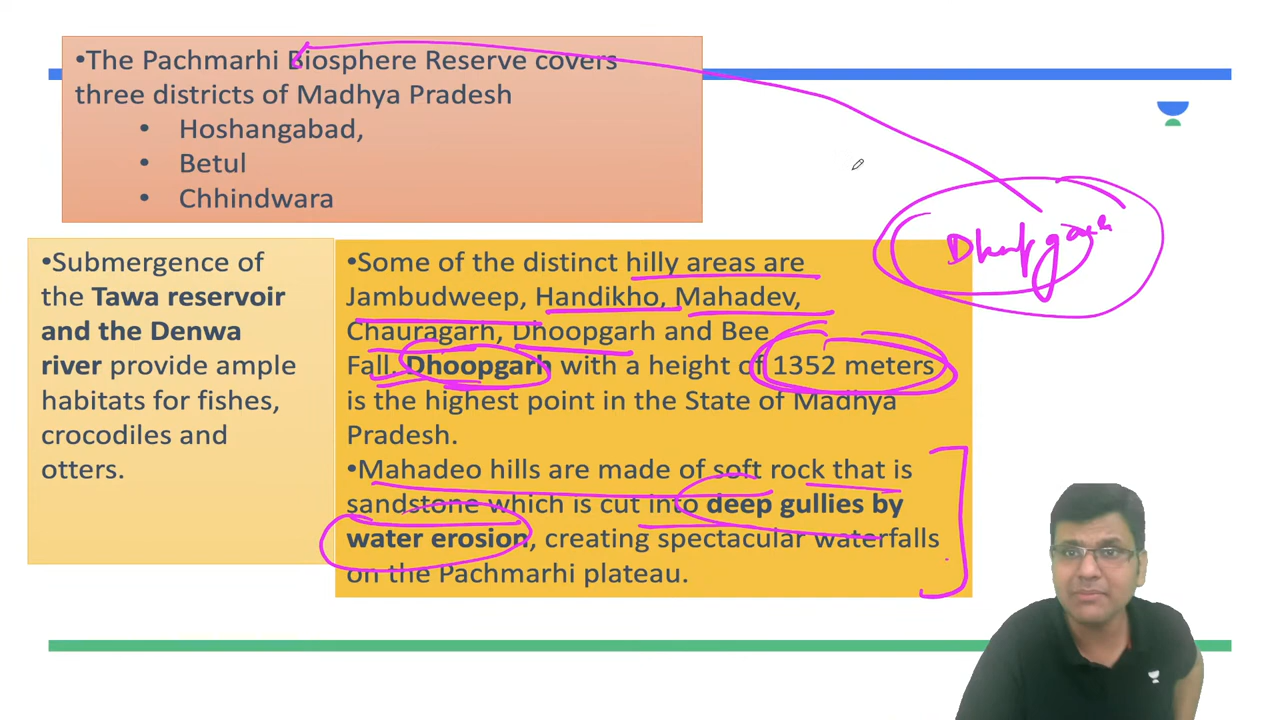 •The Pachmarhi Biosphere Reserve covers
three districts of Madhya Pradesh
• Hoshangabad,
• Betul
• Chhindwara
•Submergence of
the Tawa reservoir
and the Denwa
river provide ample
habitats for fishes,
crocodiles and
otters.
•Some of the distinct hilly areas are
Jambudweep, Handikho, Mahadev,
Chauragarh, Dhoopgarh and Bee
Fall. Dhoopgarh with a height of 1352 meters
is the highest point in the State of Madhya
Pradesh.
•Mahadeo hills are made of soft rock that is
sandstone which is cut into deep gullies by
water erosion, creating spectacular waterfalls
on the Pachmarhi plateau.
Dhupgarh